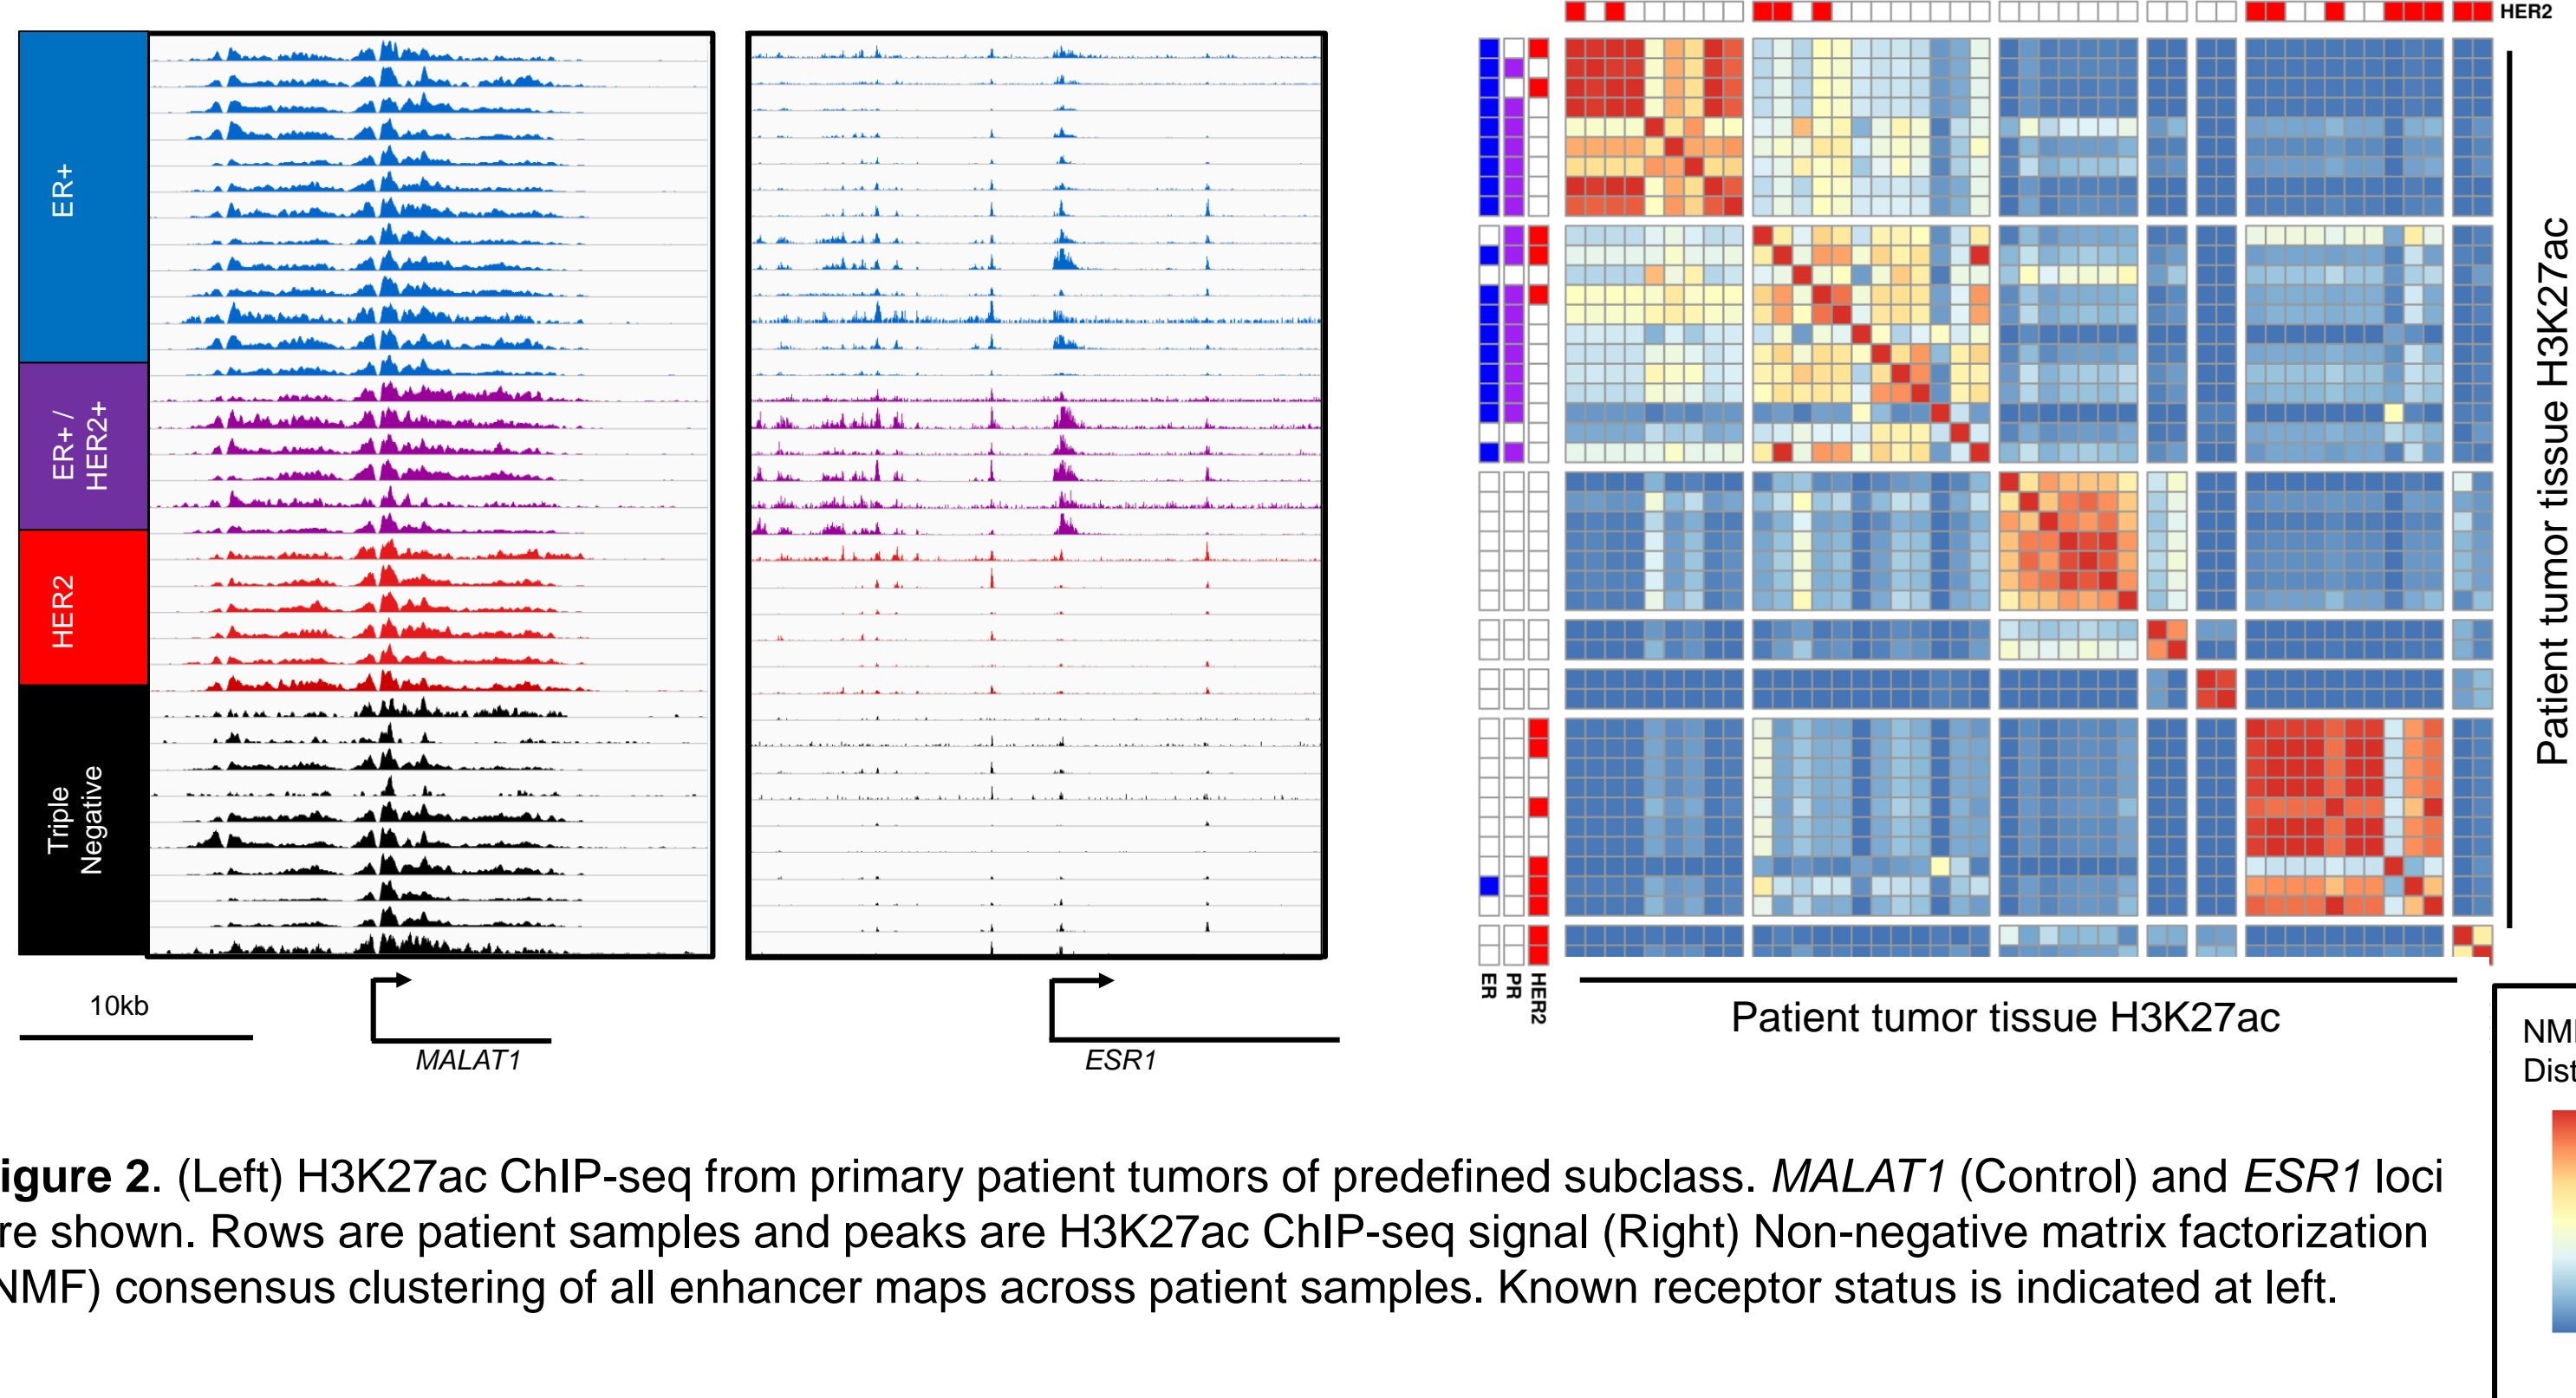 HER2
ER+
ER+ /
HER2+
HER2
Triple
Negative
10kb
MALAT1
ESR1
ER
PR
HER2
Patient tumor tissue H3K27ac
Patient tumor tissue H3K27ac
NM
Dist
igure 2. (Left) H3K27ac ChIP-seq from primary patient tumors of predefined subclass. MALAT1 (Control) and ESR1 loci
re shown. Rows are patient samples and peaks are H3K27ac ChIP-seq signal (Right) Non-negative matrix factorization
NMF) consensus clustering of all enhancer maps across patient samples. Known receptor status is indicated at left.